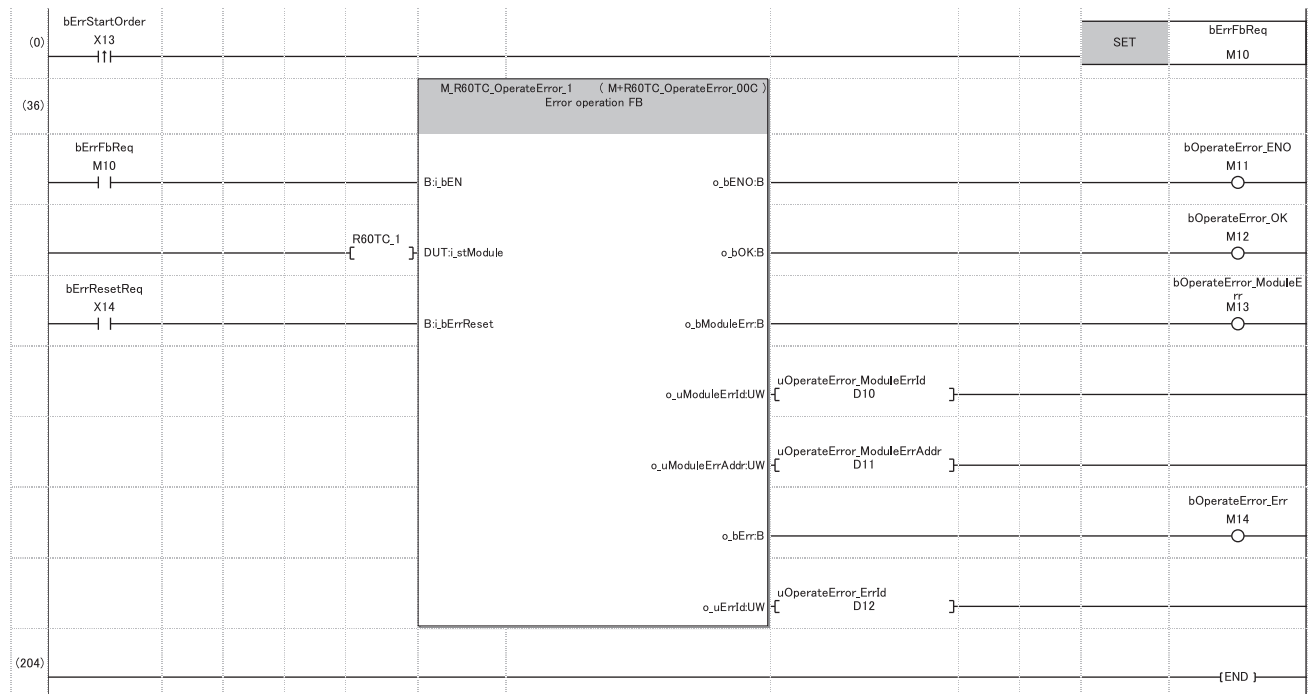 bErrStartOrder
bErrFbReq
(0)
X13
SET
M10
M_R60TC_OperateError_1 ( M+R60TC_OperateError_00C )
(36)
Error operation FB
bErrFbReq
bOperateError_ENO
M10
M11
B:i_bEN
o_bENO:B
bOperateError_OK
R60TC_1
M12
DUT:i_stModule
o_bOK:B
bErrResetReq
bOperateError_ModuleE
rr
X14
M13
B:i_bErrReset
o_bModuleErr:B
uOperateError_ModuleErrId
o_uModuleErrId:UW
D10
uOperateError_ModuleErrAddr
o_uModuleErrAddr:UW
D11
bOperateError_Err
M14
o_bErr:B
uOperateError_ErrId
o_uErrId:UW
D12
(204)
END